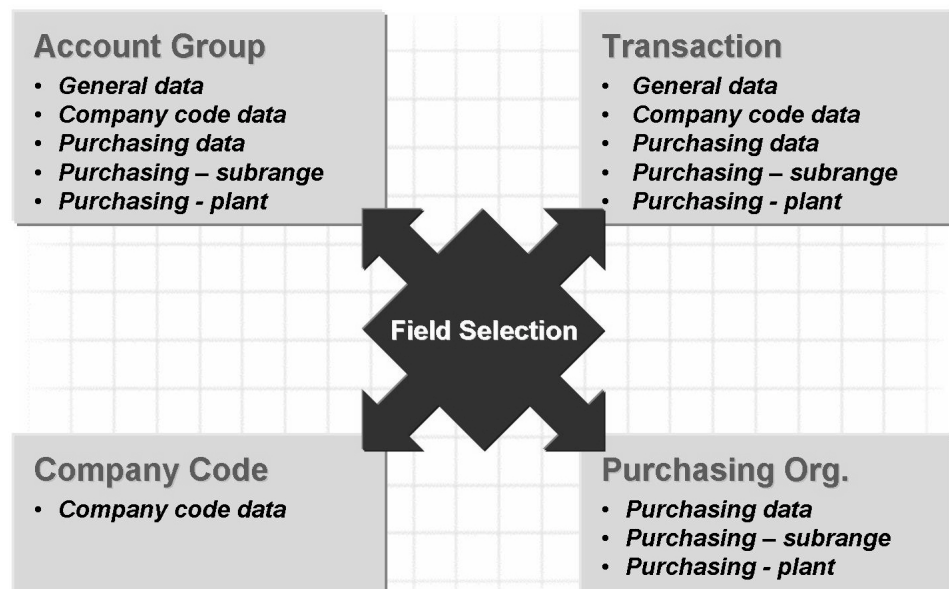 Account Group
• General data
• Company code data
• Purchasing data
• Purchasing – subrange
• Purchasing - plant
Transaction
• General data
• Company code data
• Purchasing data
• Purchasing – subrange
• Purchasing - plant
Field Selection
Company Code
• Company code data
Purchasing Org.
• Purchasing data
• Purchasing – subrange
• Purchasing - plant